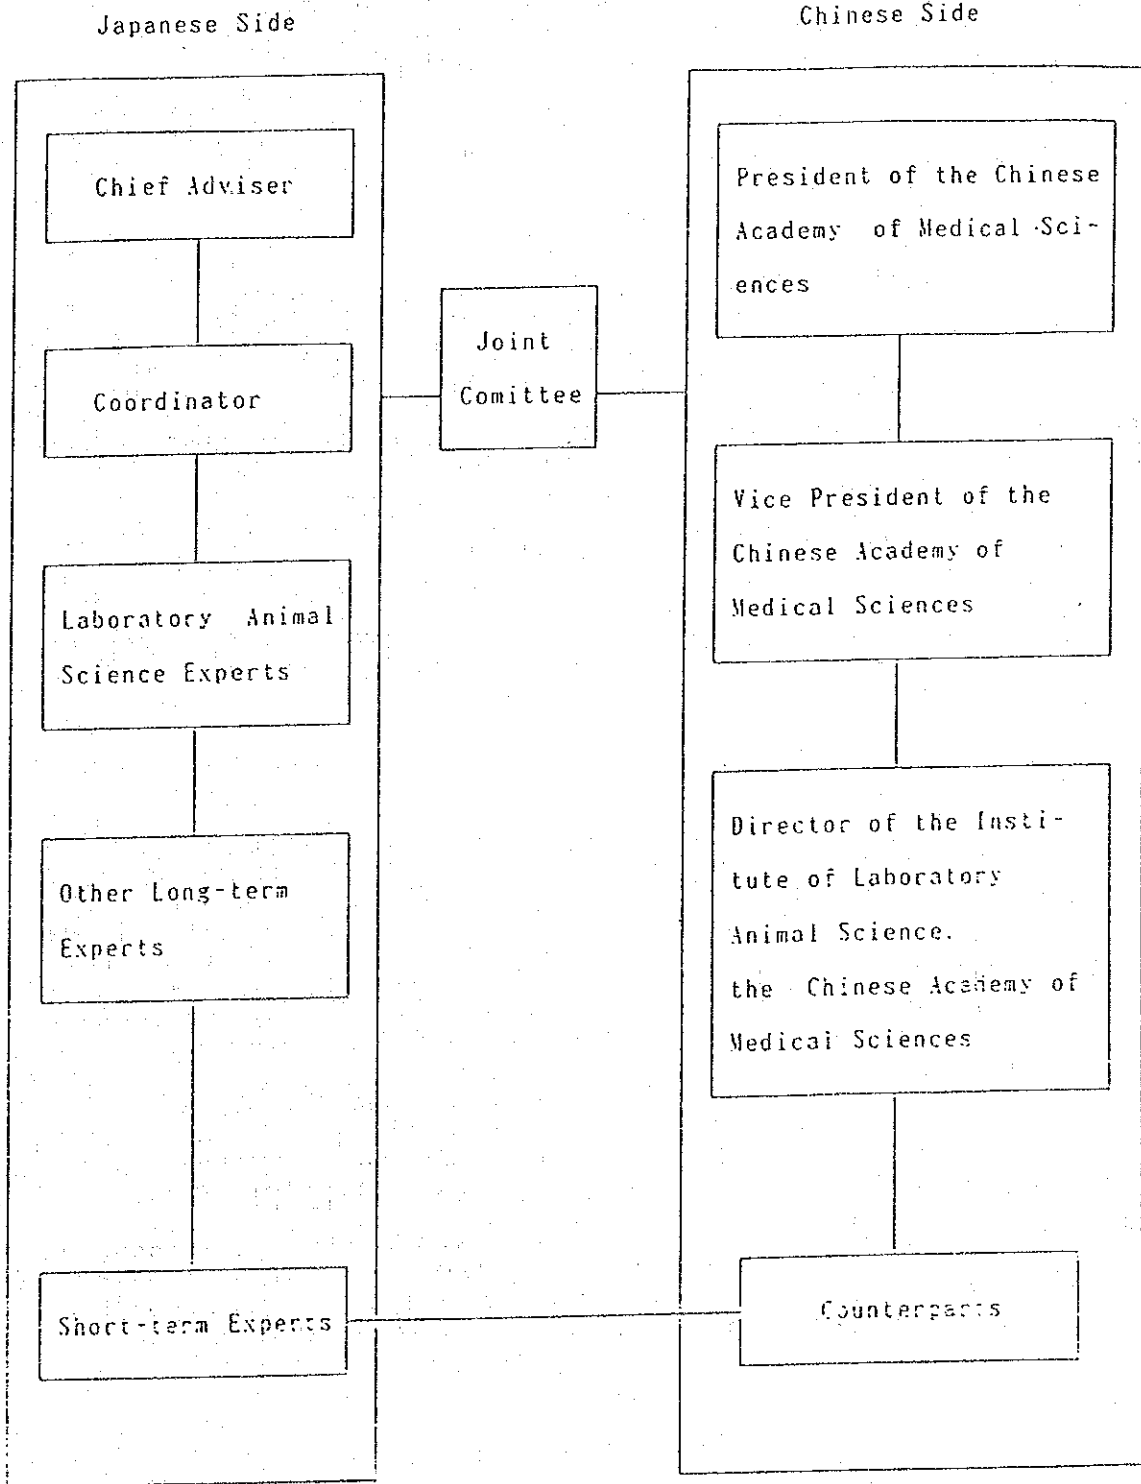 Japanese Side
Chinese Side
Chief Adviser
Coordinator
Laboratory Animal
Science Experts
Other Long-term
Experts
Short-term Experts
Joint
Comittee
President of the Chinese
Academy of Medical Sci-
ences
Vice President of the
Chinese Academy of
Medical Sciences
Director of the Insti-
tute of Laboratory
Animal Science.
the Chinese Academy of
Medical Sciences
Counterparts